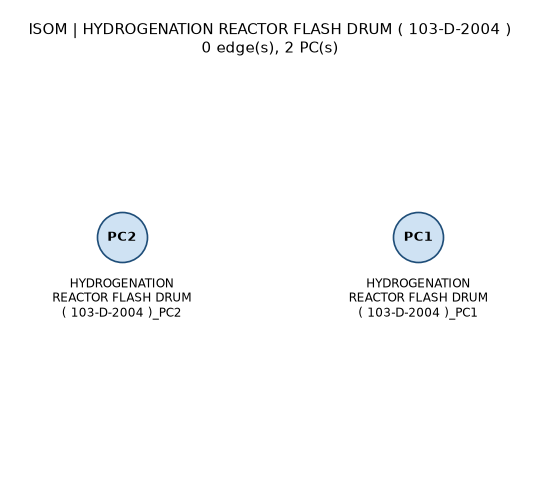 ISOM | HYDROGENATION REACTOR FLASH DRUM ( 103-D-2004 )
0 edge(s), 2 PC(s)
PC2
PC1
HYDROGENATION
REACTOR FLASH DRUM
( 103-D-2004 )_PC2
HYDROGENATION
REACTOR FLASH DRUM
( 103-D-2004 )_PC1